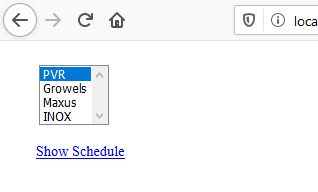 loca
PVR
Growels
Maxus
INOX
Show Schedule